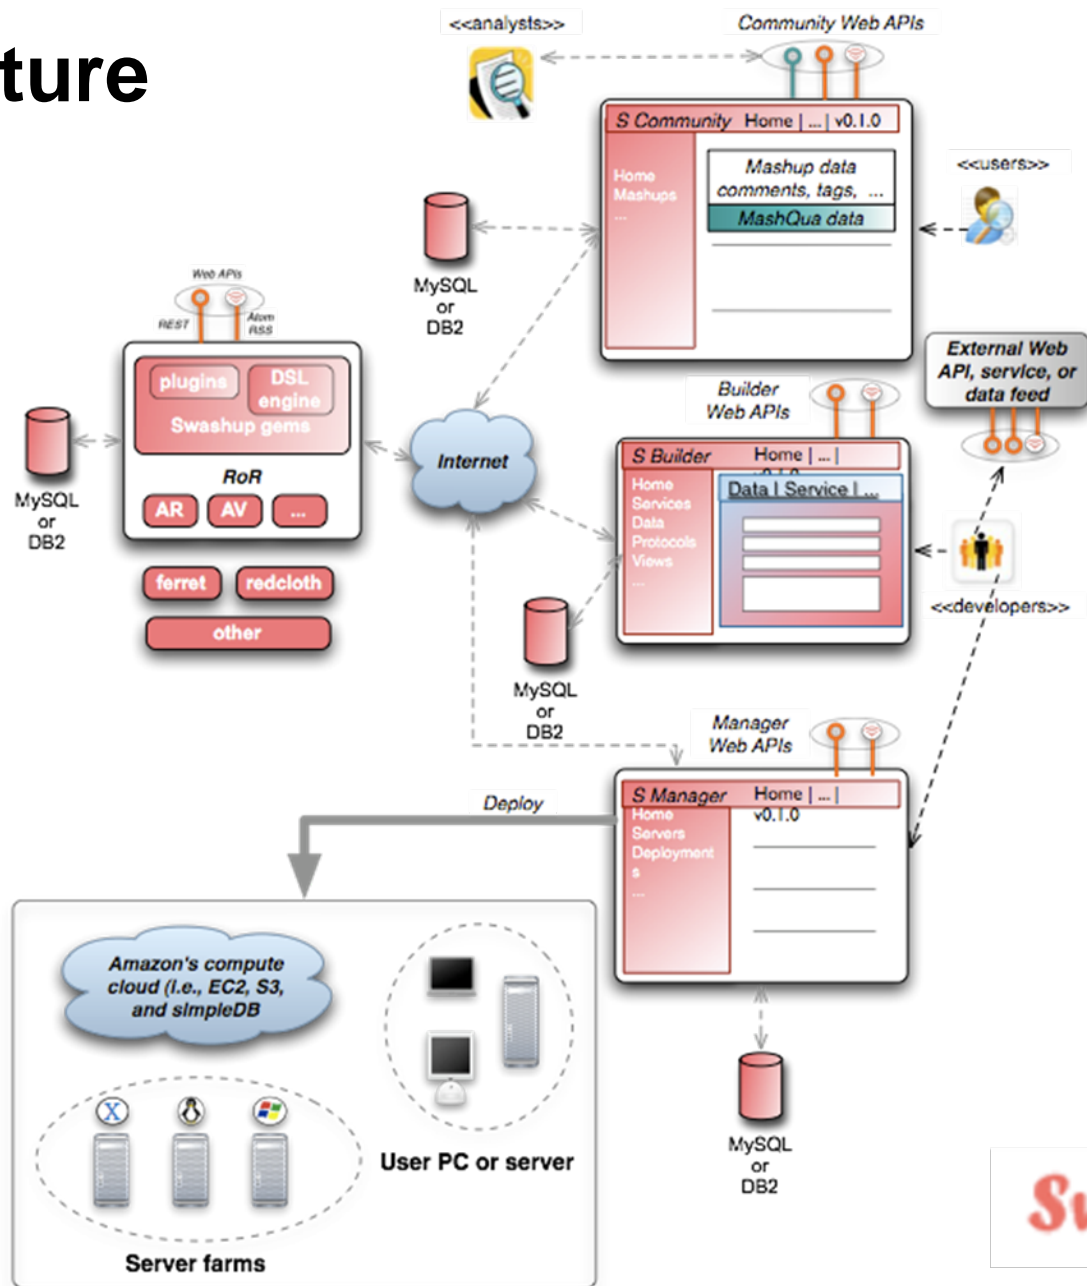 ture
<<analysts>>
Community Web APIs
S Community Home | ... | v0.1.0
Home
Mashups
...
Mashup data
comments, tags, ...
MashQua data
<<users>>
MySQL
or
DB2
Web APIs
REST
Atom
RSS
plugins
DSL
engine
Swashup gems
RoR
AR
AV
...
ferret
redcloth
other
MySQL
or
DB2
Internet
External Web
API, service, or
data feed
Builder
Web APIs
S Builder Home | ... |
Home
Services
Data
Protocols
Views
...
Data | Service | ...
<<developers>>
MySQL
or
DB2
Manager
Web APIs
S Manager Home | ... |
v0.1.0
Home
Servers
Deployment
s
...
Deploy
Amazon's compute
cloud (i.e., EC2, S3,
and simpleDB
X
User PC or server
Server farms
MySQL
or
DB2